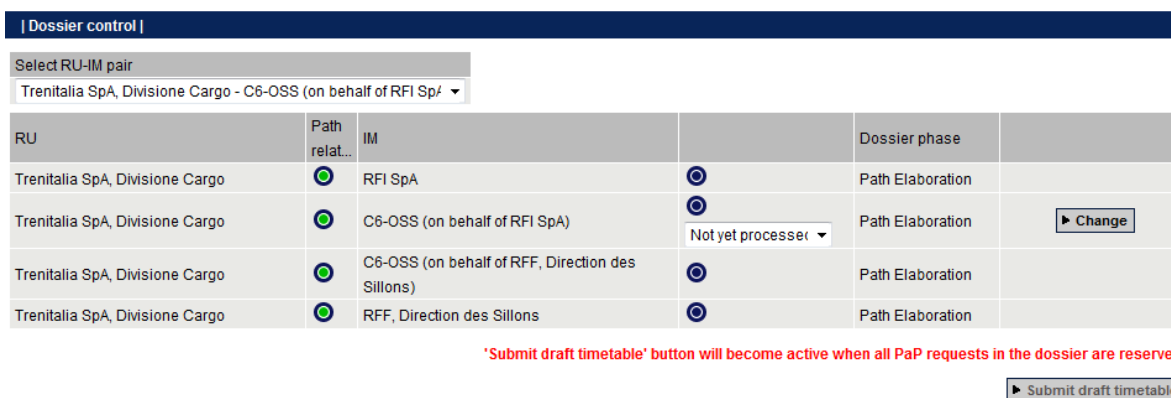 | Dossier control |
Select RU-IM pair
Trenitalia SpA, Divisione Cargo - C6-OSS (on behalf of RFI SpA
RU Path relat... IM Dossier phase
Trenitalia SpA, Divisione Cargo RFI SpA Path Elaboration
Trenitalia SpA, Divisione Cargo C6-OSS (on behalf of RFI SpA) Not yet processec Path Elaboration Change
Trenitalia SpA, Divisione Cargo C6-OSS (on behalf of RFF, Direction des Sillons) Path Elaboration
Trenitalia SpA, Divisione Cargo RFF, Direction des Sillons Path Elaboration
'Submit draft timetable' button will become active when all PaP requests in the dossier are reserve
Submit draft timetabl